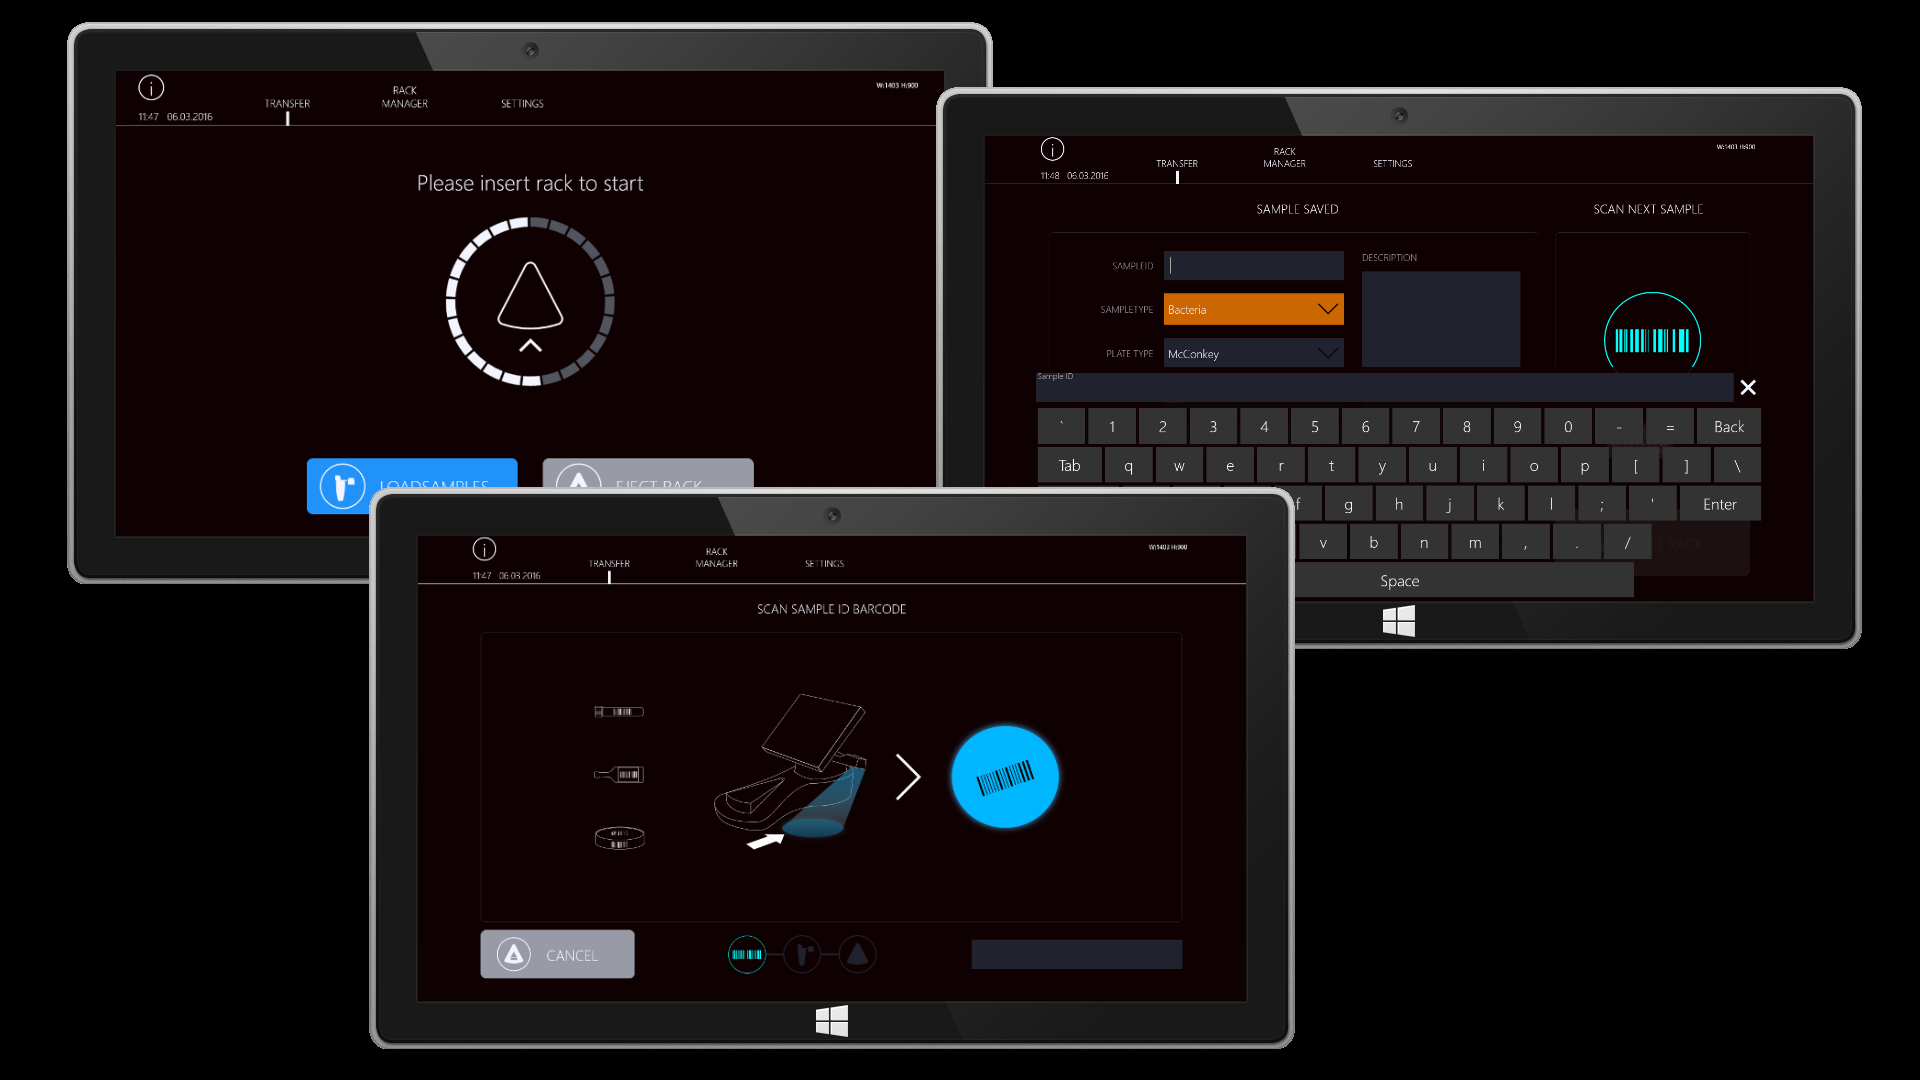 W:1403 H:900
RACK
MANAGER
TRANSFER
SETTINGS
11:47 06.03.2016
Please insert rack to start
LOADSAMPLES
EJECT RACK
W:1403 H:900
RACK
MANAGER
TRANSFER
SETTINGS
11:48 06.03.2016
SAMPLE SAVED
SCAN NEXT SAMPLE
SAMPLEID
DESCRIPTION
SAMPLETYPE Bacteria
PLATE TYPE McConkey
Sample ID
` 1 2 3 4 5 6 7 8 9 0 - = Back
Tab q w e r t y u i o p [ ] \
f g h j k l ; ' Enter
v b n m , . /
Space
W:1403 H:900
RACK
MANAGER
TRANSFER
SETTINGS
11:47 06.03.2016
SCAN SAMPLE ID BARCODE
CANCEL